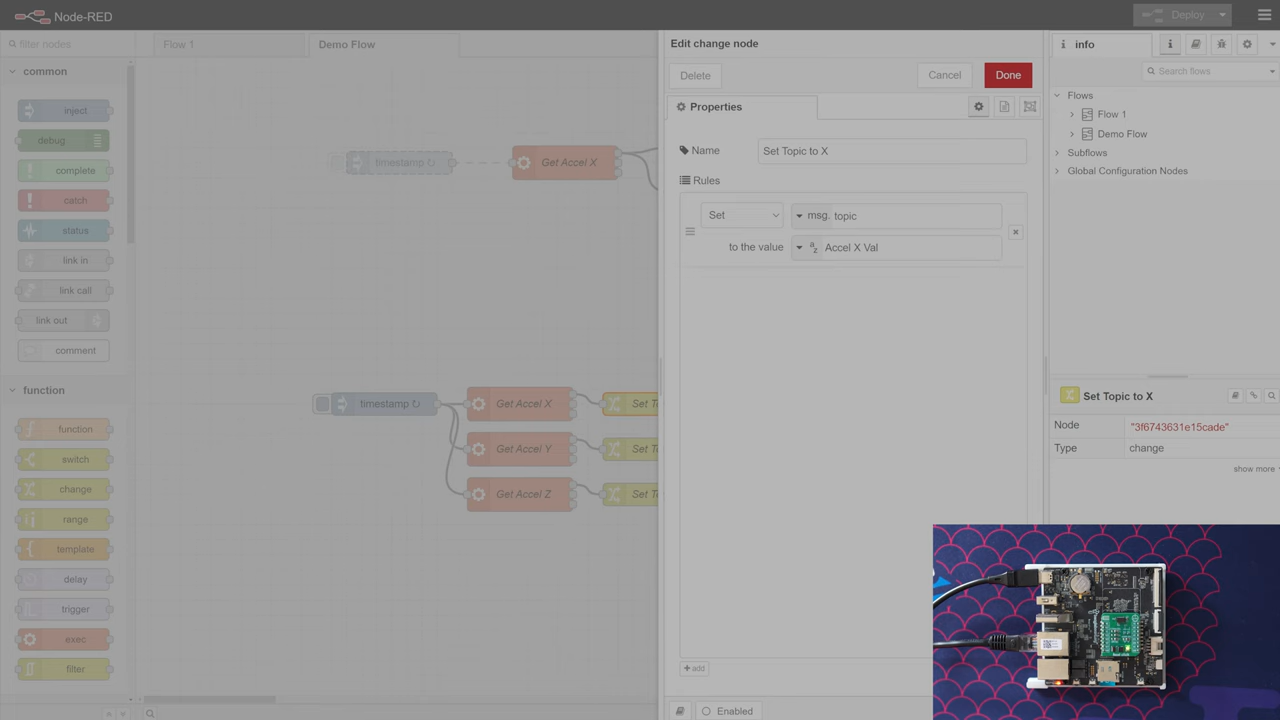 Node-RED
Deploy
filter nodes
Flow 1
Demo Flow
Edit change node
info
Search flows
common
Delete
Cancel
Done
Flows
Flow 1
Demo Flow
Subflows
Global Configuration Nodes
Properties
inject
debug
complete
catch
status
link in
link call
link out
comment
timestamp ↻
Get Accel X
Name
Set Topic to X
Rules
Set
msg. topic
to the value
Accel X Val
function
function
switch
change
range
template
delay
trigger
exec
filter
timestamp ↻
Get Accel X
Set T
Get Accel Y
Set T
Get Accel Z
Set T
Set Topic to X
Node
"3f6743631e15cade"
Type
change
show more
add
Enabled